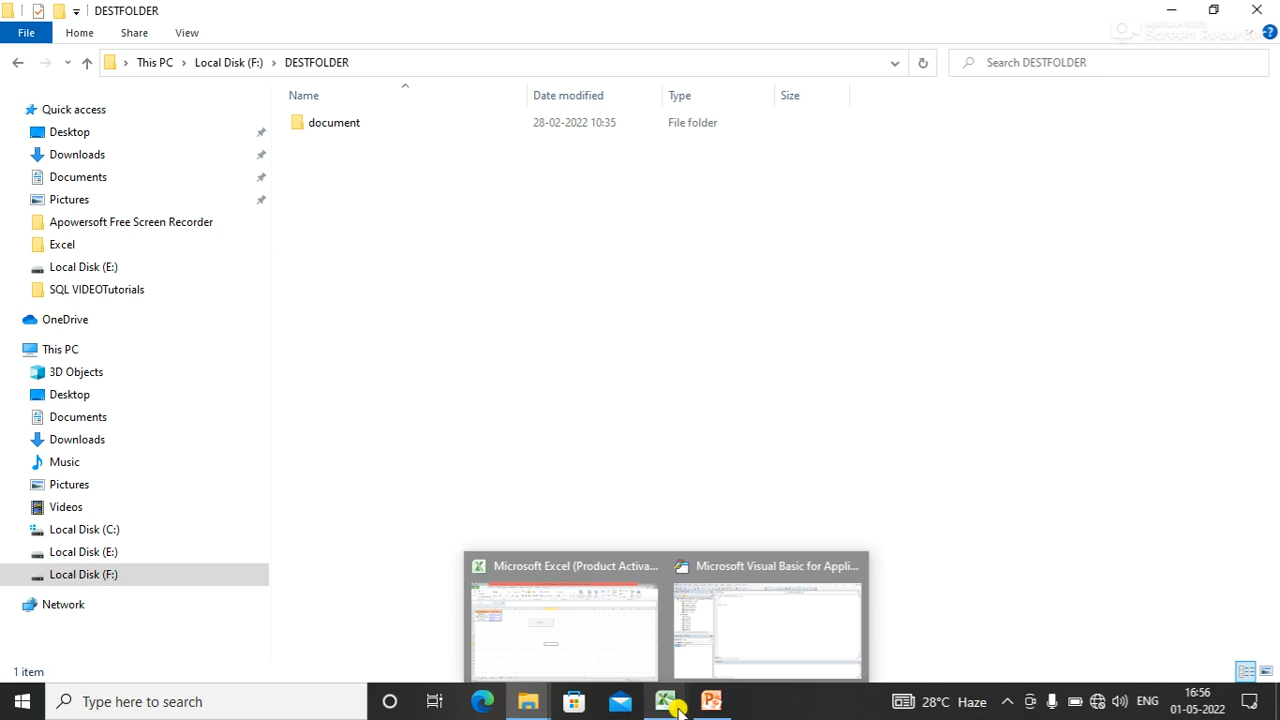 DESTFOLDER
File Home Share View
Apowersoft
Screen Recorder
This PC Local Disk (F:) DESTFOLDER
Search DESTFOLDER
Name Date modified Type Size
document 28-02-2022 10:35 File folder
Quick access
Desktop
Downloads
Documents
Pictures
Apowersoft Free Screen Recorder
Excel
Local Disk (E:)
SQL VIDEOTutorials
OneDrive
This PC
3D Objects
Desktop
Documents
Downloads
Music
Pictures
Videos
Local Disk (C:)
Local Disk (E:)
Local Disk (F:)
Network
1 item
Microsoft Excel (Product Activa...
Microsoft Visual Basic for Appli...
Type here to search
28°C Haze
ENG
16:56
01-05-2022